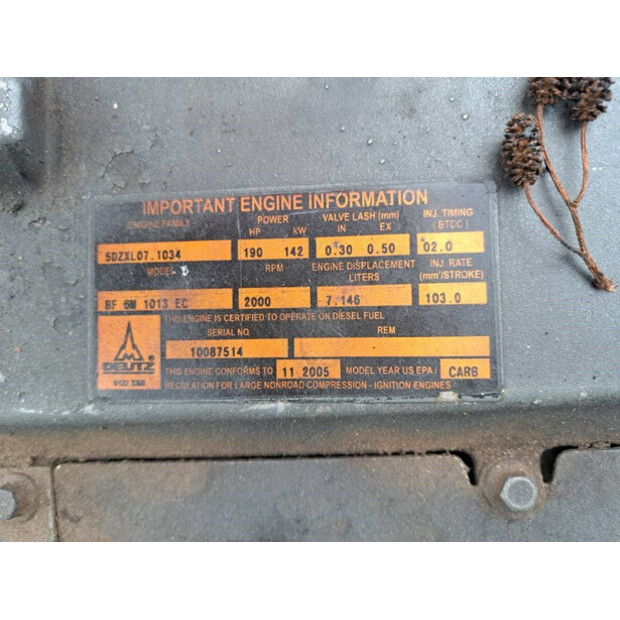 IMPORTANT ENGINE INFORMATION
ENGINE FAMILY POWER VALVE LASH (mm) INJ. TIMING
HP kW IN EX (BTDC)
5DZXL07.1034 190 142 0.30 0.50 02.0
MODEL RPM ENGINE DISPLACEMENT INJ. RATE
LITERS (mm³/STROKE)
BF 6M 1013 EC 2000 7.146 103.0
THIS ENGINE IS CERTIFIED TO OPERATE ON DIESEL FUEL
SERIAL NO. REM
10087514
DEUTZ
THIS ENGINE CONFORMS TO 11 2005 MODEL YEAR US EPA / CARB
REGULATION FOR LARGE NONROAD COMPRESSION - IGNITION ENGINES